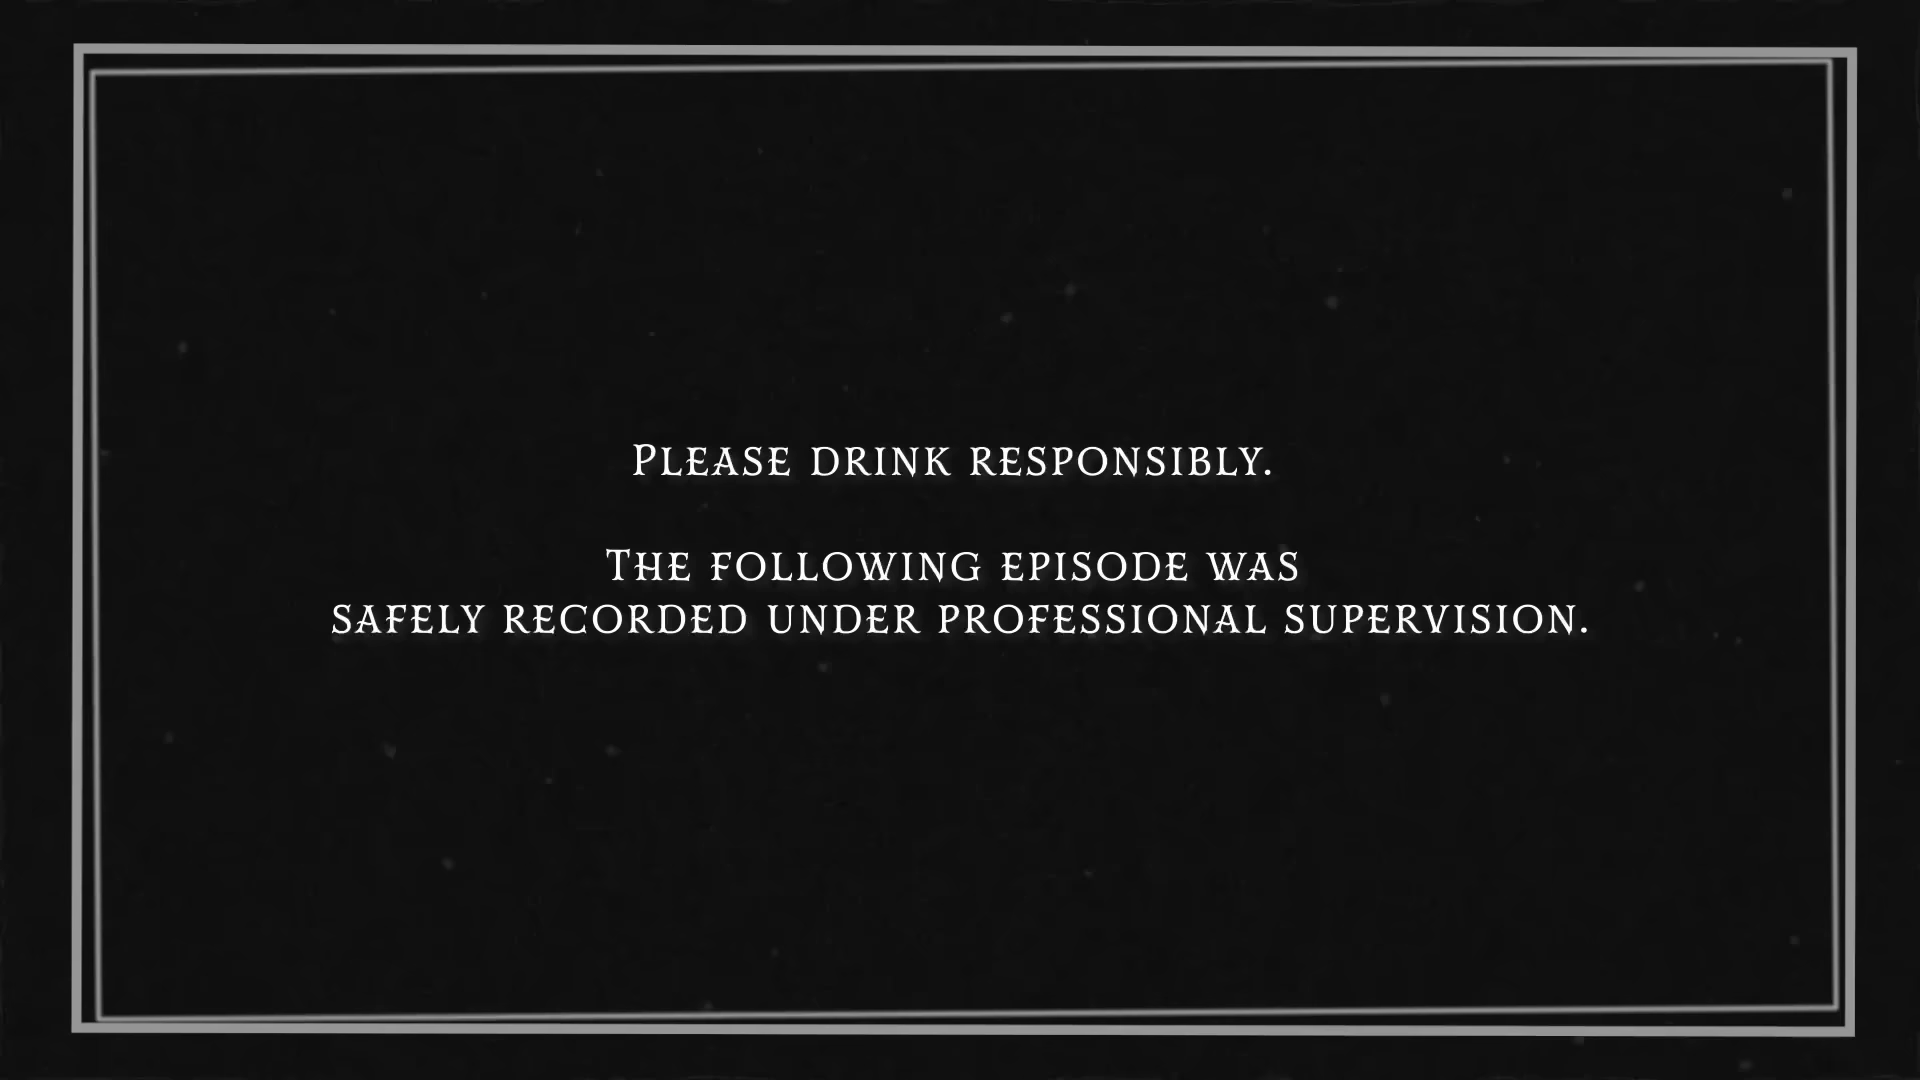 Please drink responsibly.
The following episode was
safely recorded under professional supervision.